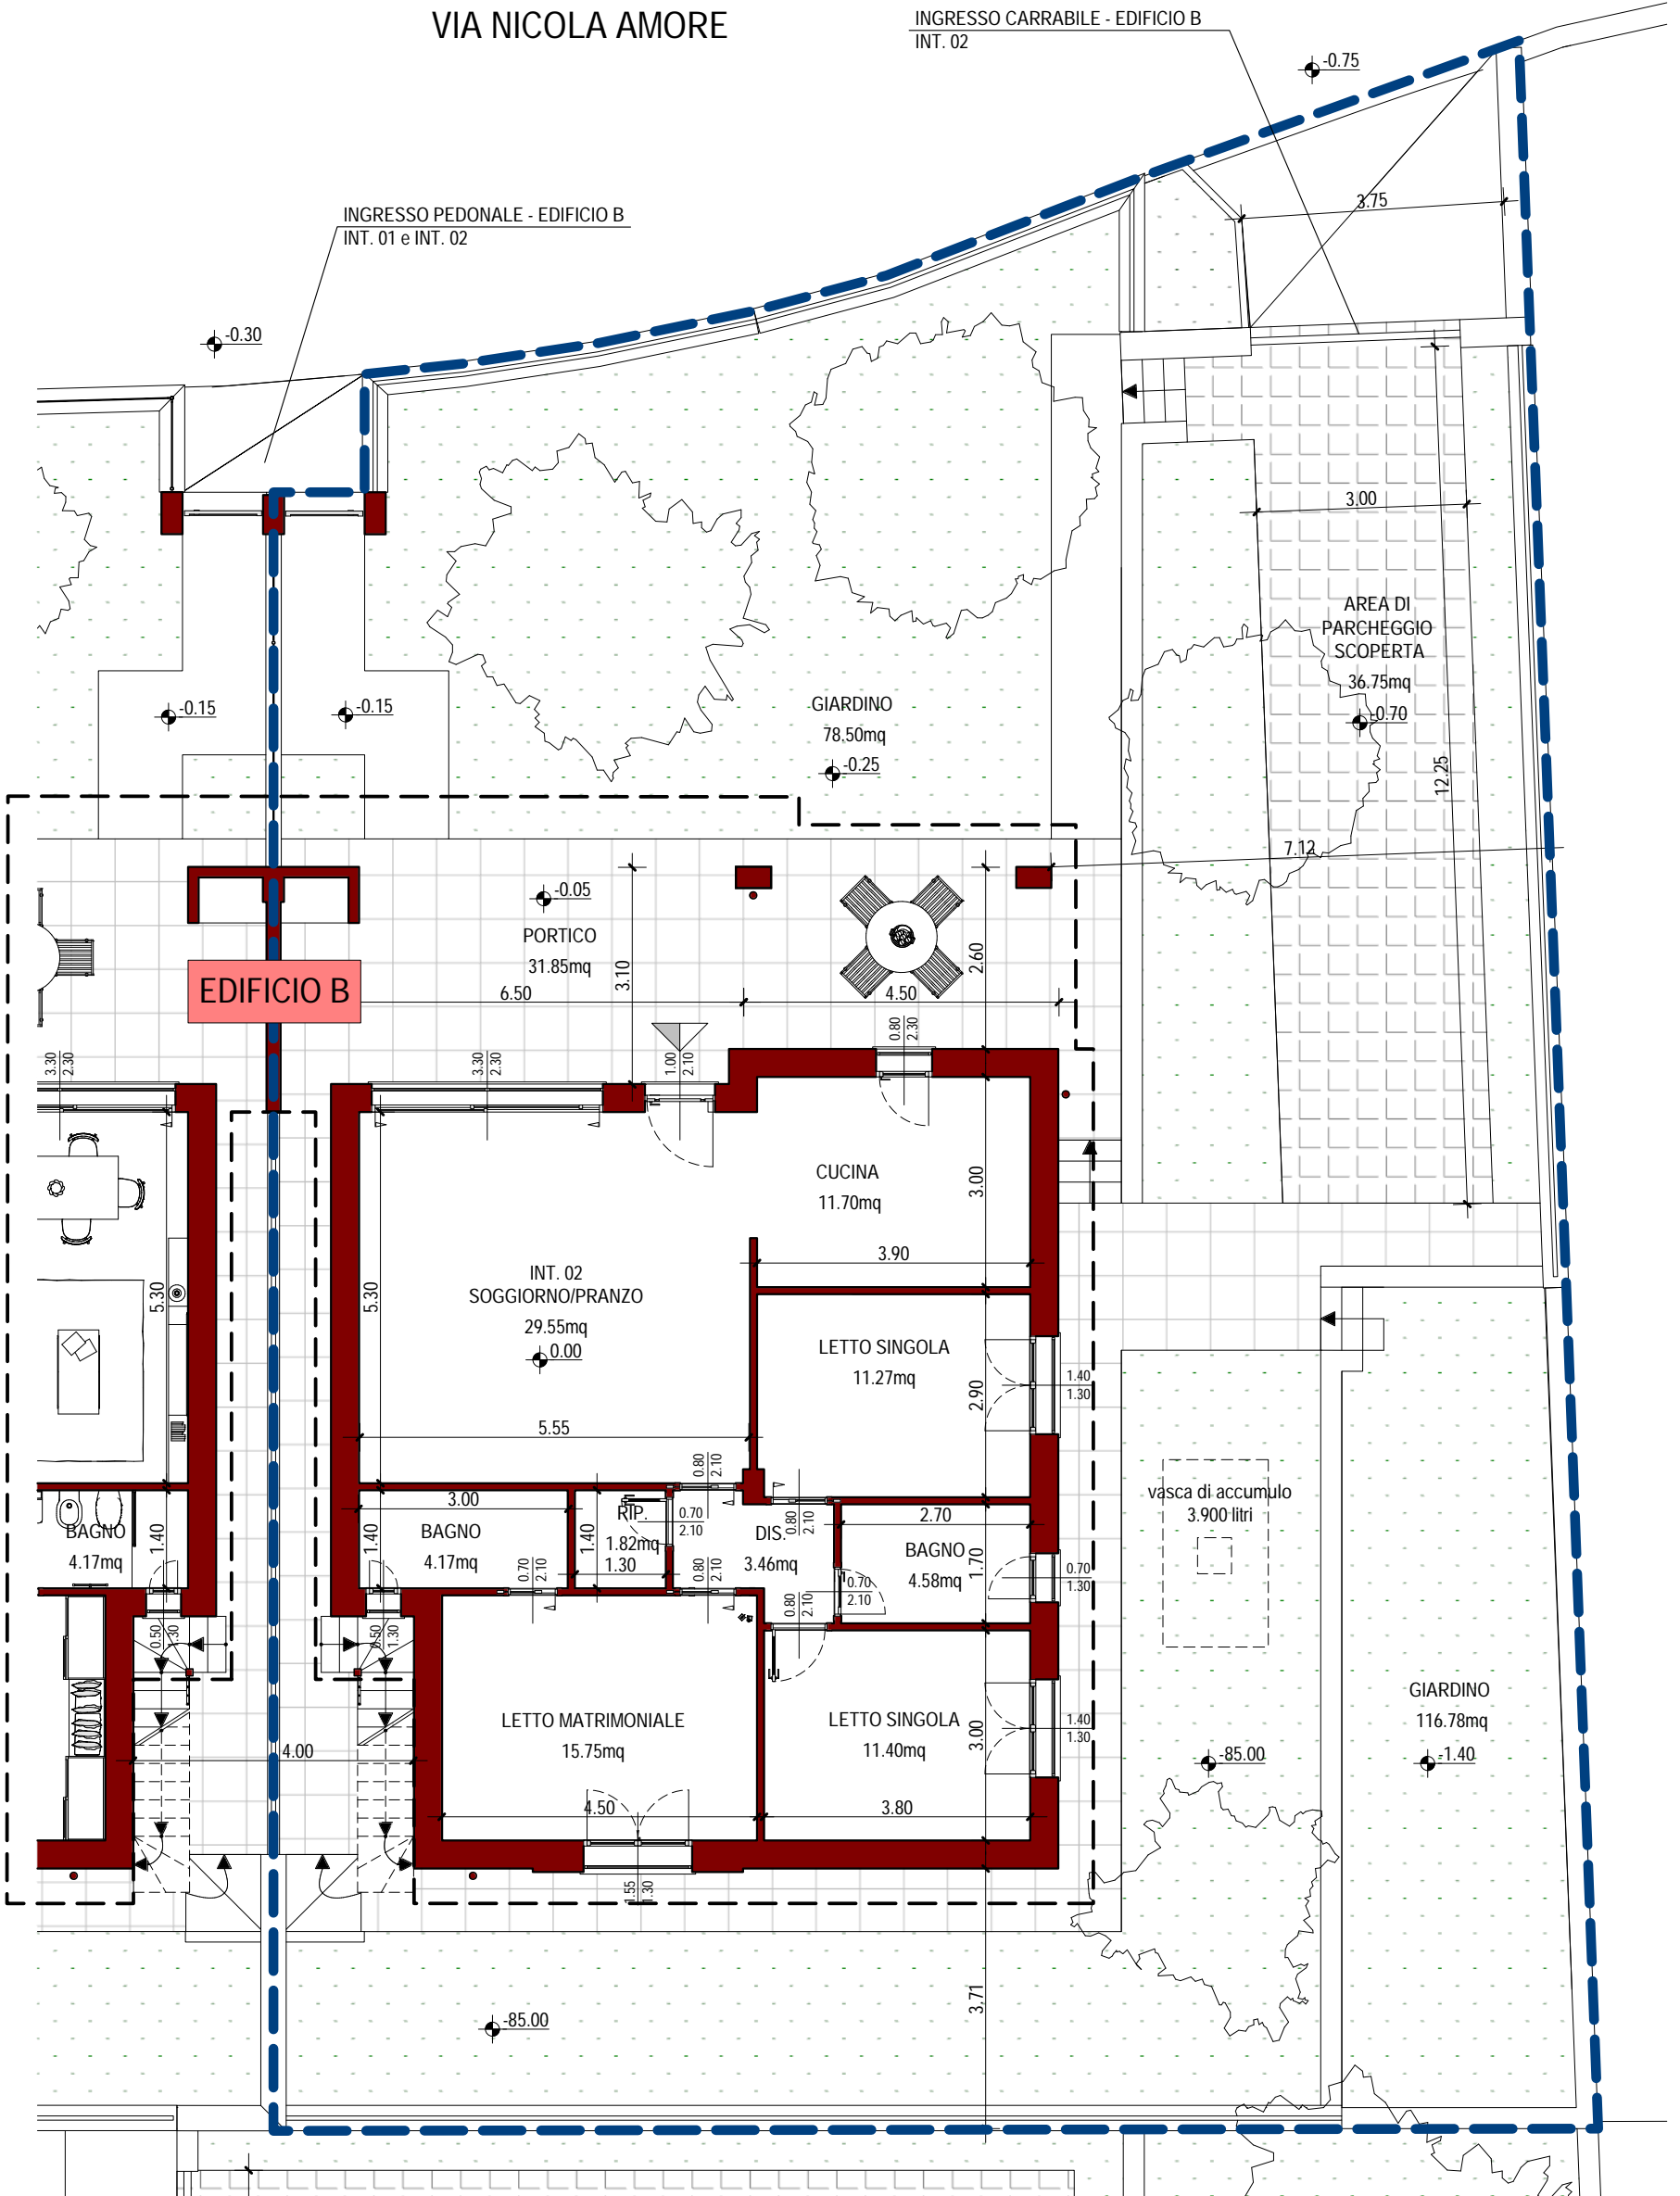 VIA NICOLA AMORE
INGRESSO CARRABILE - EDIFICIO B
INT. 02
-0.75
INGRESSO PEDONALE - EDIFICIO B
INT. 01 e INT. 02
3.75
-0.30
3.00
AREA DI
PARCHEGGIO
SCOPERTA
36.75mq
-0.70
-0.15
-0.15
GIARDINO
78.50mq
-0.25
12.25
7.12
-0.05
PORTICO
31.85mq
3.10
2.60
EDIFICIO B
6.50
4.50
3.30
2.30
3.30
2.30
1.00
2.10
0.80
2.30
CUCINA
11.70mq
3.00
3.90
5.30
5.30
INT. 02
SOGGIORNO/PRANZO
29.55mq
0.00
LETTO SINGOLA
11.27mq
2.90
1.40
1.30
5.55
0.80
2.10
3.00
RIP.
1.82mq
1.30
1.40
0.70
2.10
0.80
2.10
2.70
vasca di accumulo
3.900 litri
BAGNO
4.17mq
1.40
1.40
BAGNO
4.17mq
DIS.
3.46mq
BAGNO
4.58mq
1.70
0.70
2.10
0.80
2.10
0.70
2.10
0.70
1.30
0.80
2.10
0.50
1.30
0.50
1.30
LETTO MATRIMONIALE
15.75mq
LETTO SINGOLA
11.40mq
3.00
1.40
1.30
GIARDINO
116.78mq
-1.40
-85.00
4.00
4.50
3.80
1.55
1.30
3.71
-85.00